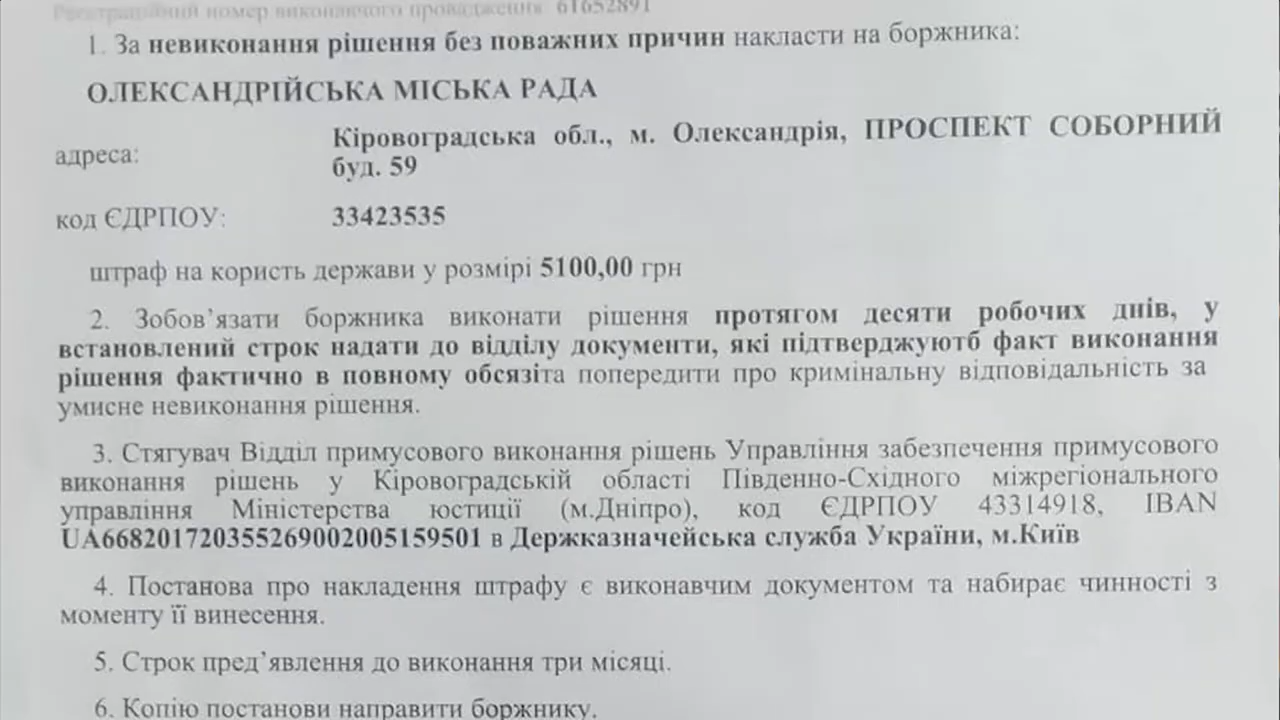 Реєстраційний номер виконавчого провадження 61652891
1. За невиконання рішення без поважних причин накласти на боржника:
ОЛЕКСАНДРІЙСЬКА МІСЬКА РАДА
адреса: Кіровоградська обл., м. Олександрія, ПРОСПЕКТ СОБОРНИЙ
буд. 59
код ЄДРПОУ: 33423535
штраф на користь держави у розмірі 5100,00 грн
2. Зобов’язати боржника виконати рішення протягом десяти робочих днів, у
встановлений строк надати до відділу документи, які підтверджуютб факт виконання
рішення фактично в повному обсязіта попередити про кримінальну відповідальність за
умисне невиконання рішення.
3. Стягувач Відділ примусового виконання рішень Управління забезпечення примусового
виконання рішень у Кіровоградській області Південно-Східного міжрегіонального
управління Міністерства юстиції (м.Дніпро), код ЄДРПОУ 43314918, IBAN
UA668201720355269002005159501 в Держказначейська служба України, м.Київ
4. Постанова про накладення штрафу є виконавчим документом та набирає чинності з
моменту її винесення.
5. Строк пред’явлення до виконання три місяці.
6. Копію постанови направити боржнику.